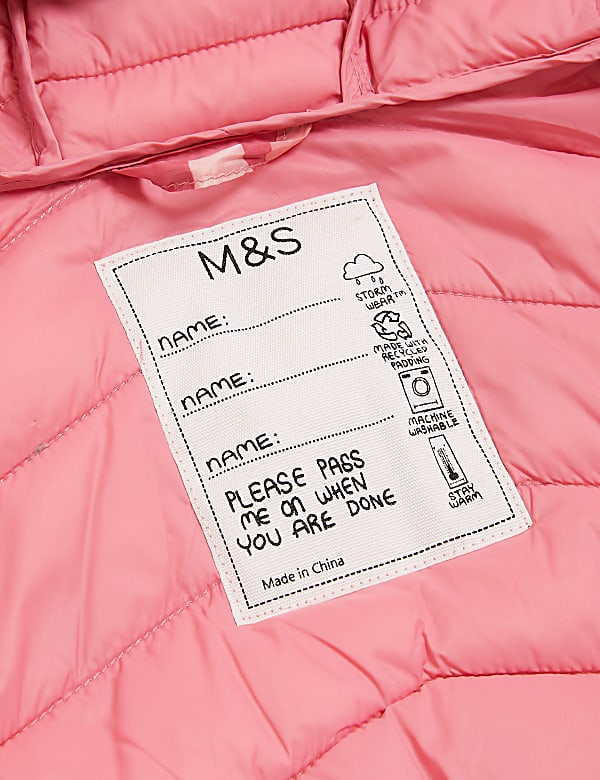 M&S
STORM
WEAR™
NAME:
MADE WITH
RECYCLED
PADDING
NAME:
MACHINE
WASHABLE
NAME:
STAY
WARM
PLEASE PASS
ME ON WHEN
YOU ARE DONE
Made in China